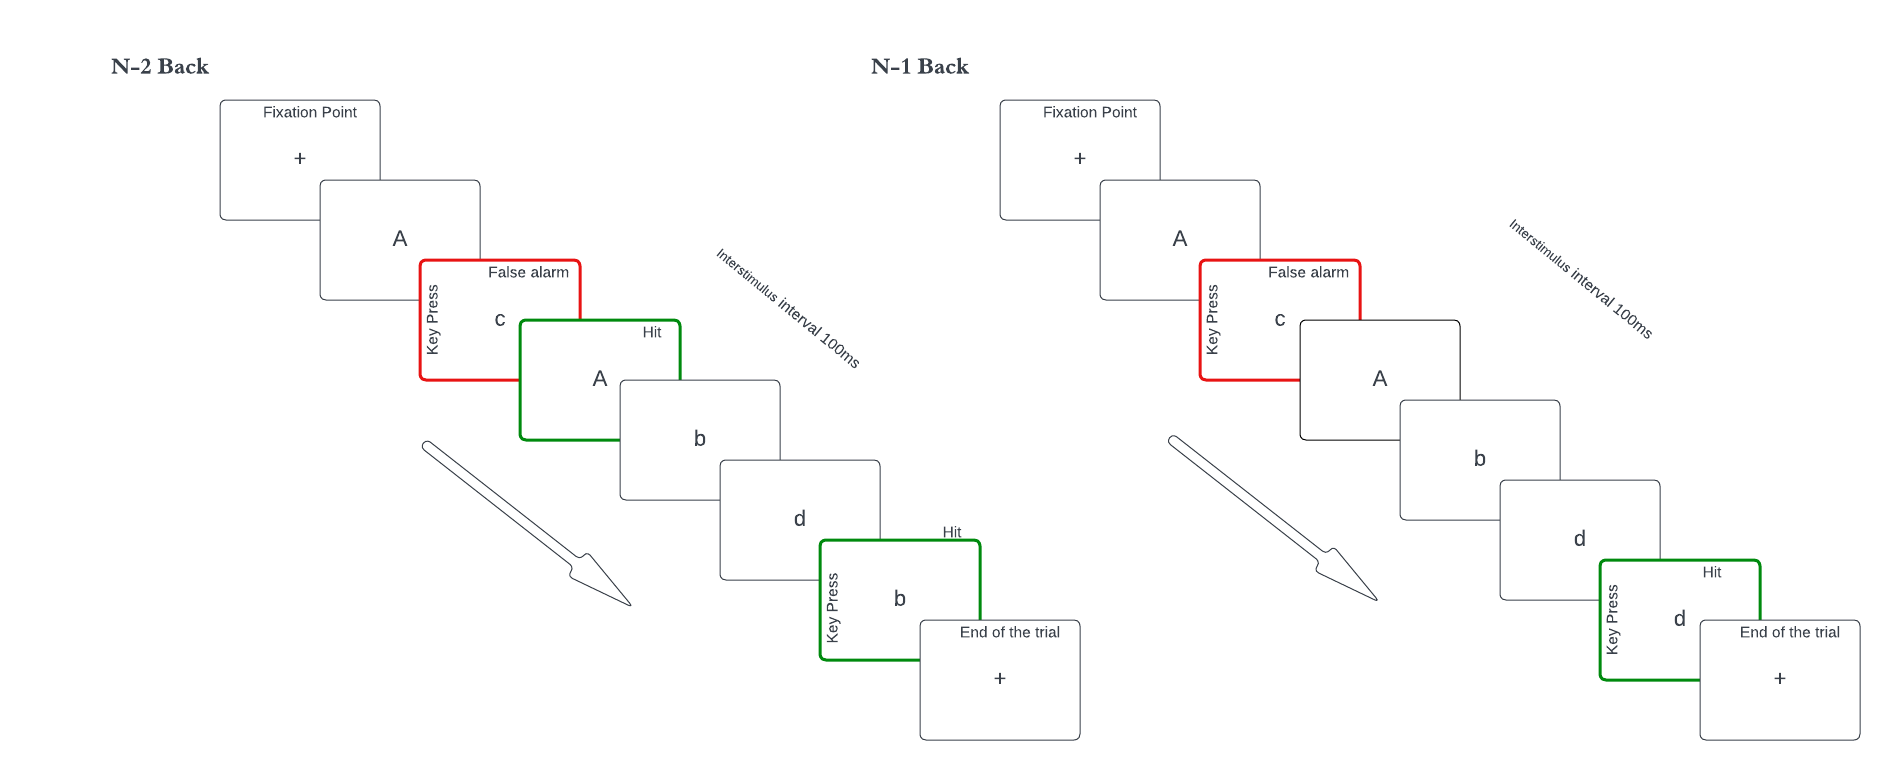 N-2 Back
Fixation Point
+
A
False alarm
Key Press
c
Hit
A
b
d
Hit
Key Press
b
End of the trial
+
Interstimulus interval 100ms
N-1 Back
Fixation Point
+
A
False alarm
Key Press
c
A
b
d
Hit
Key Press
d
End of the trial
+
Interstimulus interval 100ms